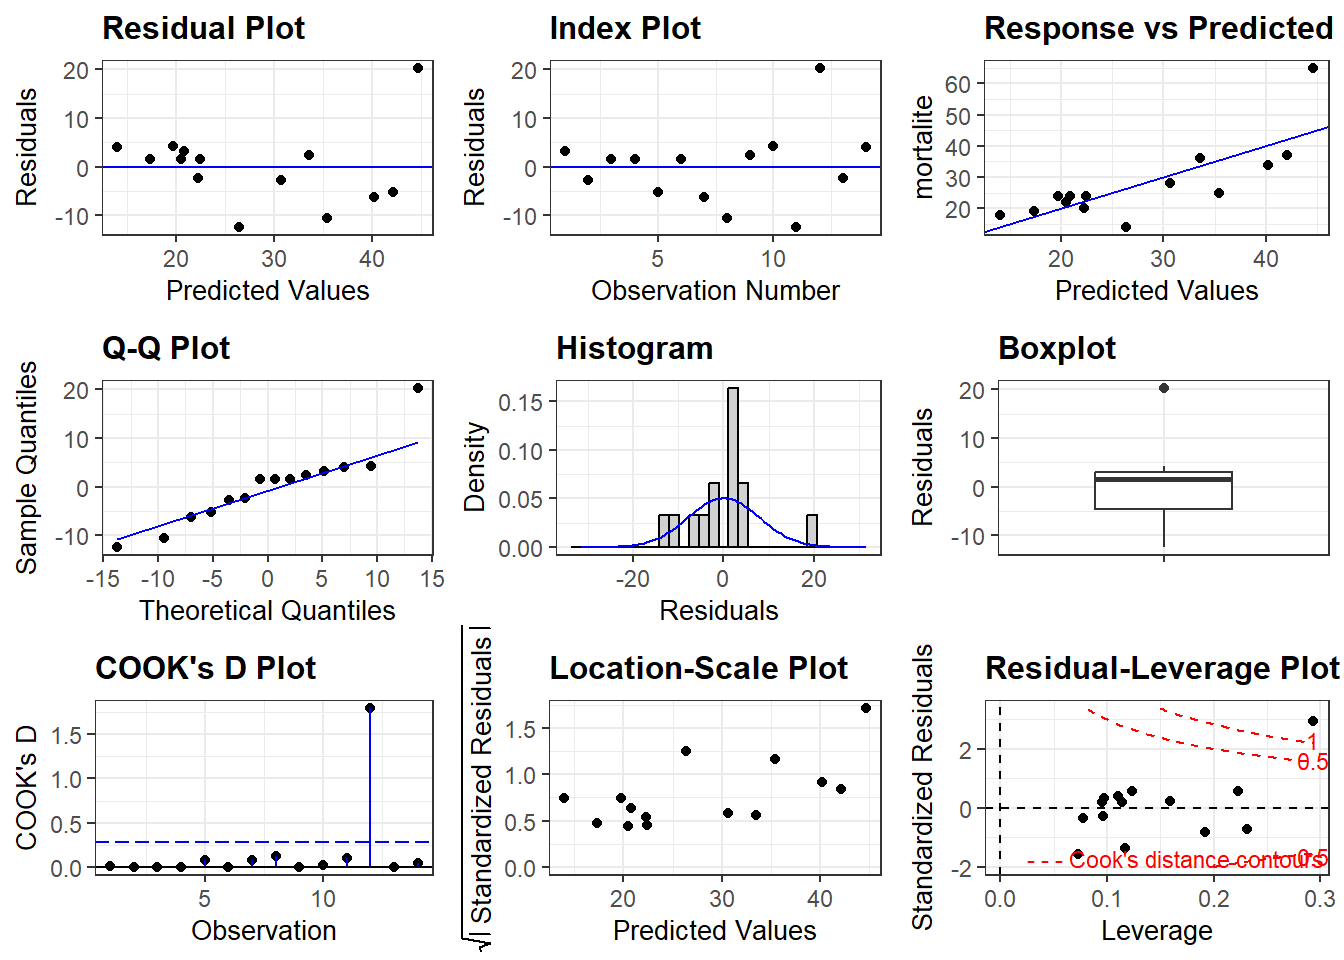 Residual Plot
Residuals
20
10
0
-10
20 30 40
Predicted Values
Index Plot
Residuals
20
10
0
-10
5 10
Observation Number
Response vs Predicted
mortalite
60
50
40
30
20
20 30 40
Predicted Values
Q-Q Plot
Sample Quantiles
20
10
0
-10
-15 -10 -5 0 5 10 15
Theoretical Quantiles
Histogram
Density
0.15
0.10
0.05
0.00
-20 0 20
Residuals
Boxplot
Residuals
20
10
0
-10
COOK's D Plot
COOK's D
1.5
1.0
0.5
0.0
5 10
Observation
Location-Scale Plot
√| Standardized Residuals |
1.5
1.0
0.5
0.0
20 30 40
Predicted Values
Residual-Leverage Plot
Standardized Residuals
2
0
-2
1
0.5
0.5
Cook's distance contours
0.0 0.1 0.2 0.3
Leverage